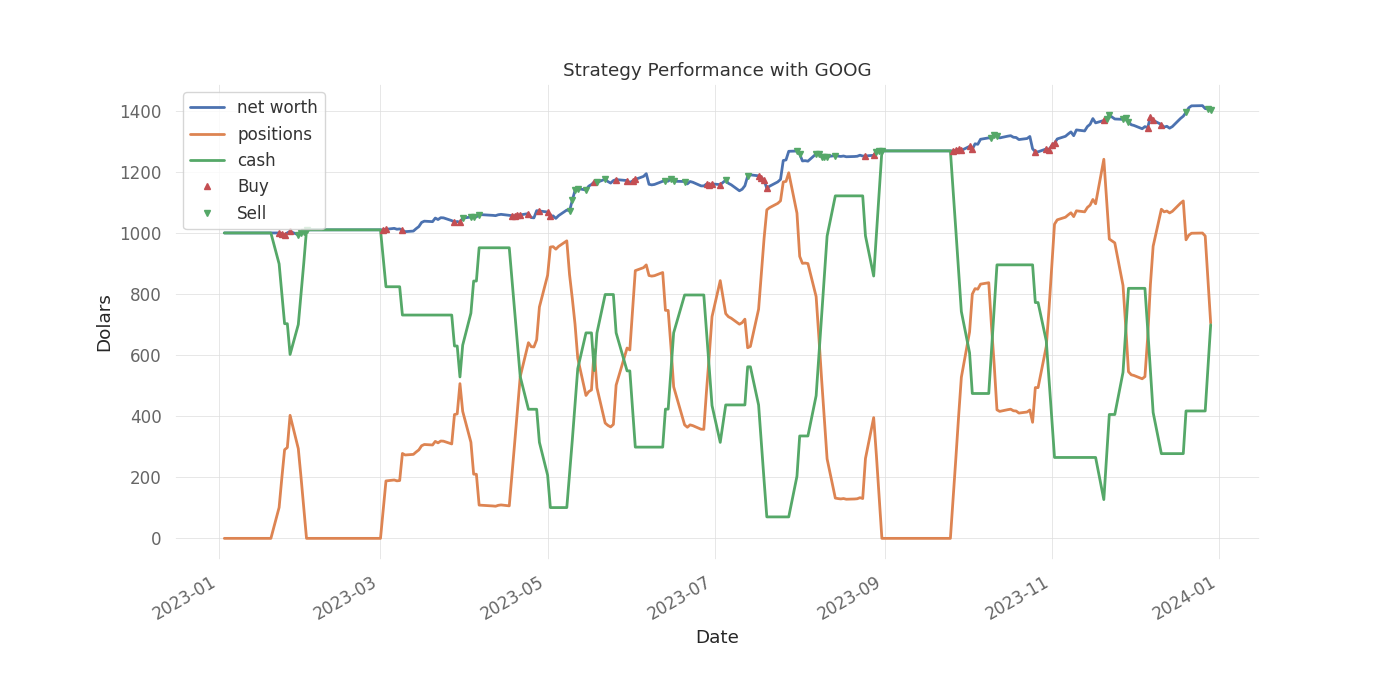 Strategy Performance with GOOG
net worth
positions
cash
Buy
Sell
1400
1200
1000
800
600
400
200
0
Dolars
2023-01
2023-03
2023-05
2023-07
2023-09
2023-11
2024-01
Date